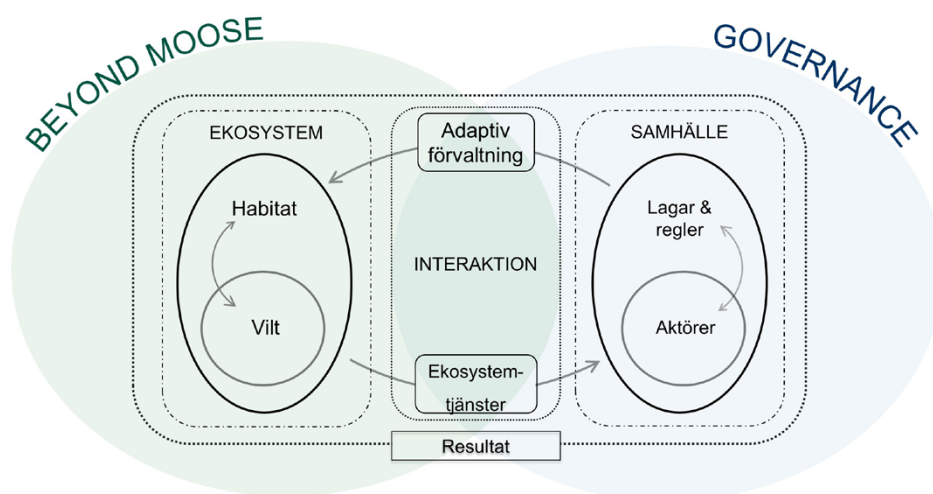 BEYOND MOOSE
GOVERNANCE
EKOSYSTEM
Adaptiv
förvaltning
SAMHÄLLE
Habitat
Lagar &
regler
INTERAKTION
Vilt
Aktörer
Ekosystem-
tjänster
Resultat